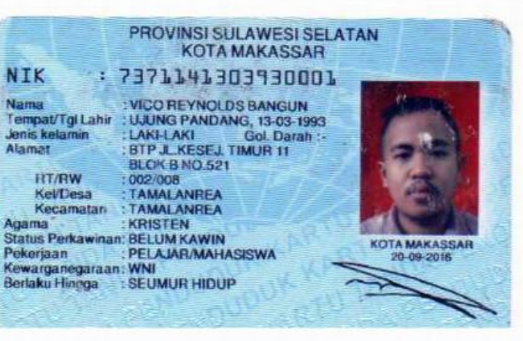 PROVINSI SULAWESI SELATAN
KOTA MAKASSAR
NIK : 7371141303930001
Nama : VICO REYNOLDS BANGUN
Tempat/Tgl Lahir : UJUNG PANDANG, 13-03-1993
Jenis kelamin : LAKI-LAKI Gol. Darah :-
Alamat : BTP JL.KESEJ. TIMUR 11
BLOK B NO.521
RT/RW : 002/008
Kel/Desa : TAMALANREA
Kecamatan : TAMALANREA
Agama : KRISTEN
Status Perkawinan: BELUM KAWIN
Pekerjaan : PELAJAR/MAHASISWA
Kewarganegaraan: WNI
Berlaku Hingga : SEUMUR HIDUP
KOTA MAKASSAR
20-09-2016